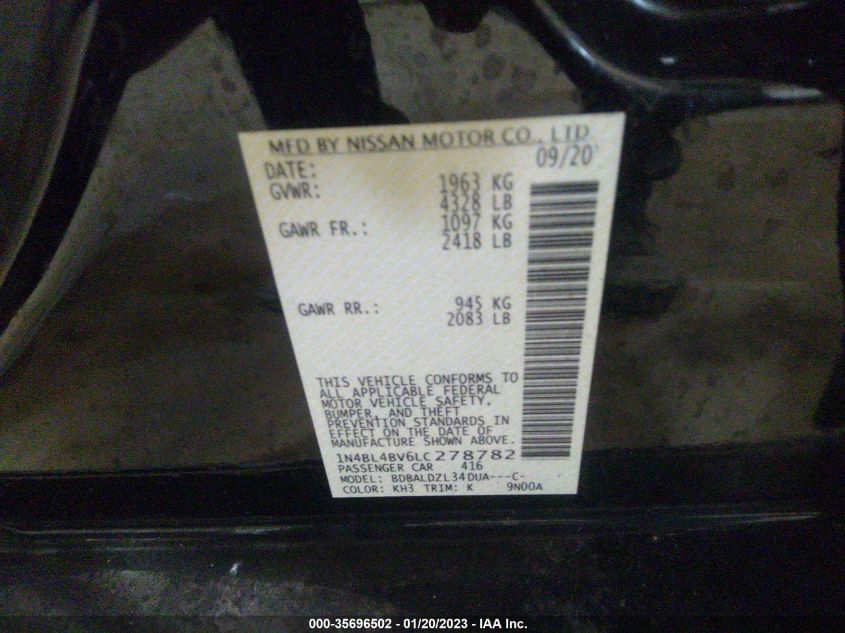 MFD BY NISSAN MOTOR CO., LTD.
DATE: 09/20
GVWR: 1963 KG
4328 LB
GAWR FR.: 1097 KG
2418 LB
GAWR RR.: 945 KG
2083 LB
THIS VEHICLE CONFORMS TO
ALL APPLICABLE FEDERAL
MOTOR VEHICLE SAFETY,
BUMPER, AND THEFT
PREVENTION STANDARDS IN
EFFECT ON THE DATE OF
MANUFACTURE SHOWN ABOVE.
1N4BL4BV6LC278782
PASSENGER CAR 416
MODEL: BDBALDZL34DUA---C-
COLOR: KH3 TRIM: K 9N00A
000-35696502 - 01/20/2023 - IAA Inc.